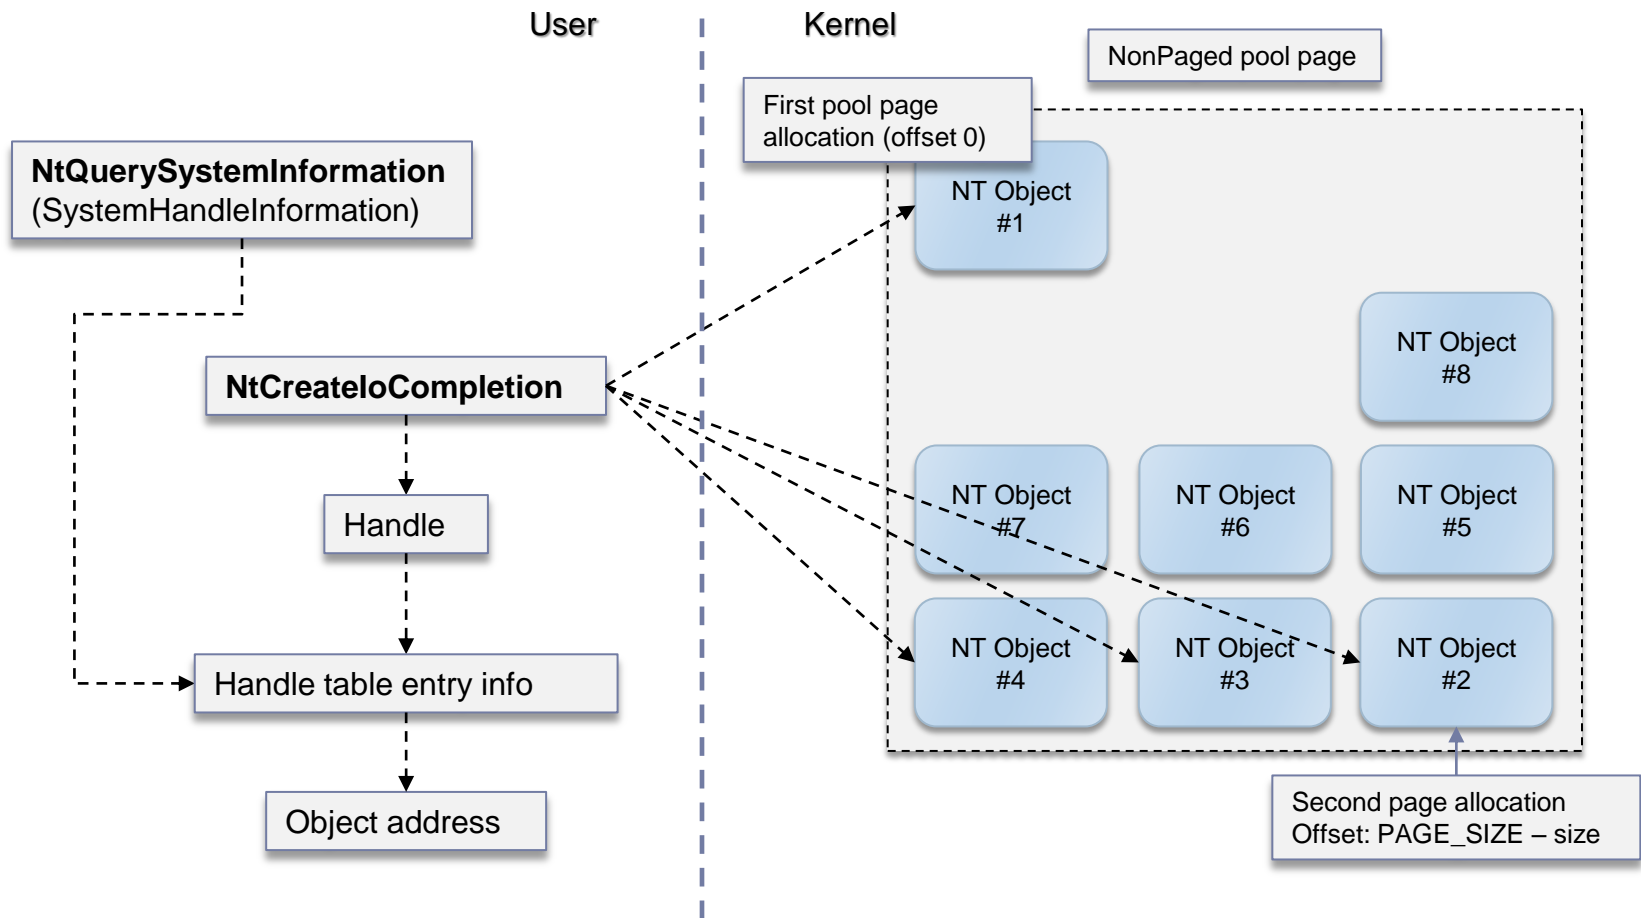 User
Kernel
NonPaged pool page
First pool page
allocation (offset 0)
NtQuerySystemInformation
(SystemHandleInformation)
NT Object
#1
NtCreateIoCompletion
NT Object
#8
Handle
NT Object
#7
NT Object
#6
NT Object
#5
Handle table entry info
NT Object
#4
NT Object
#3
NT Object
#2
Object address
Second page allocation
Offset: PAGE_SIZE – size